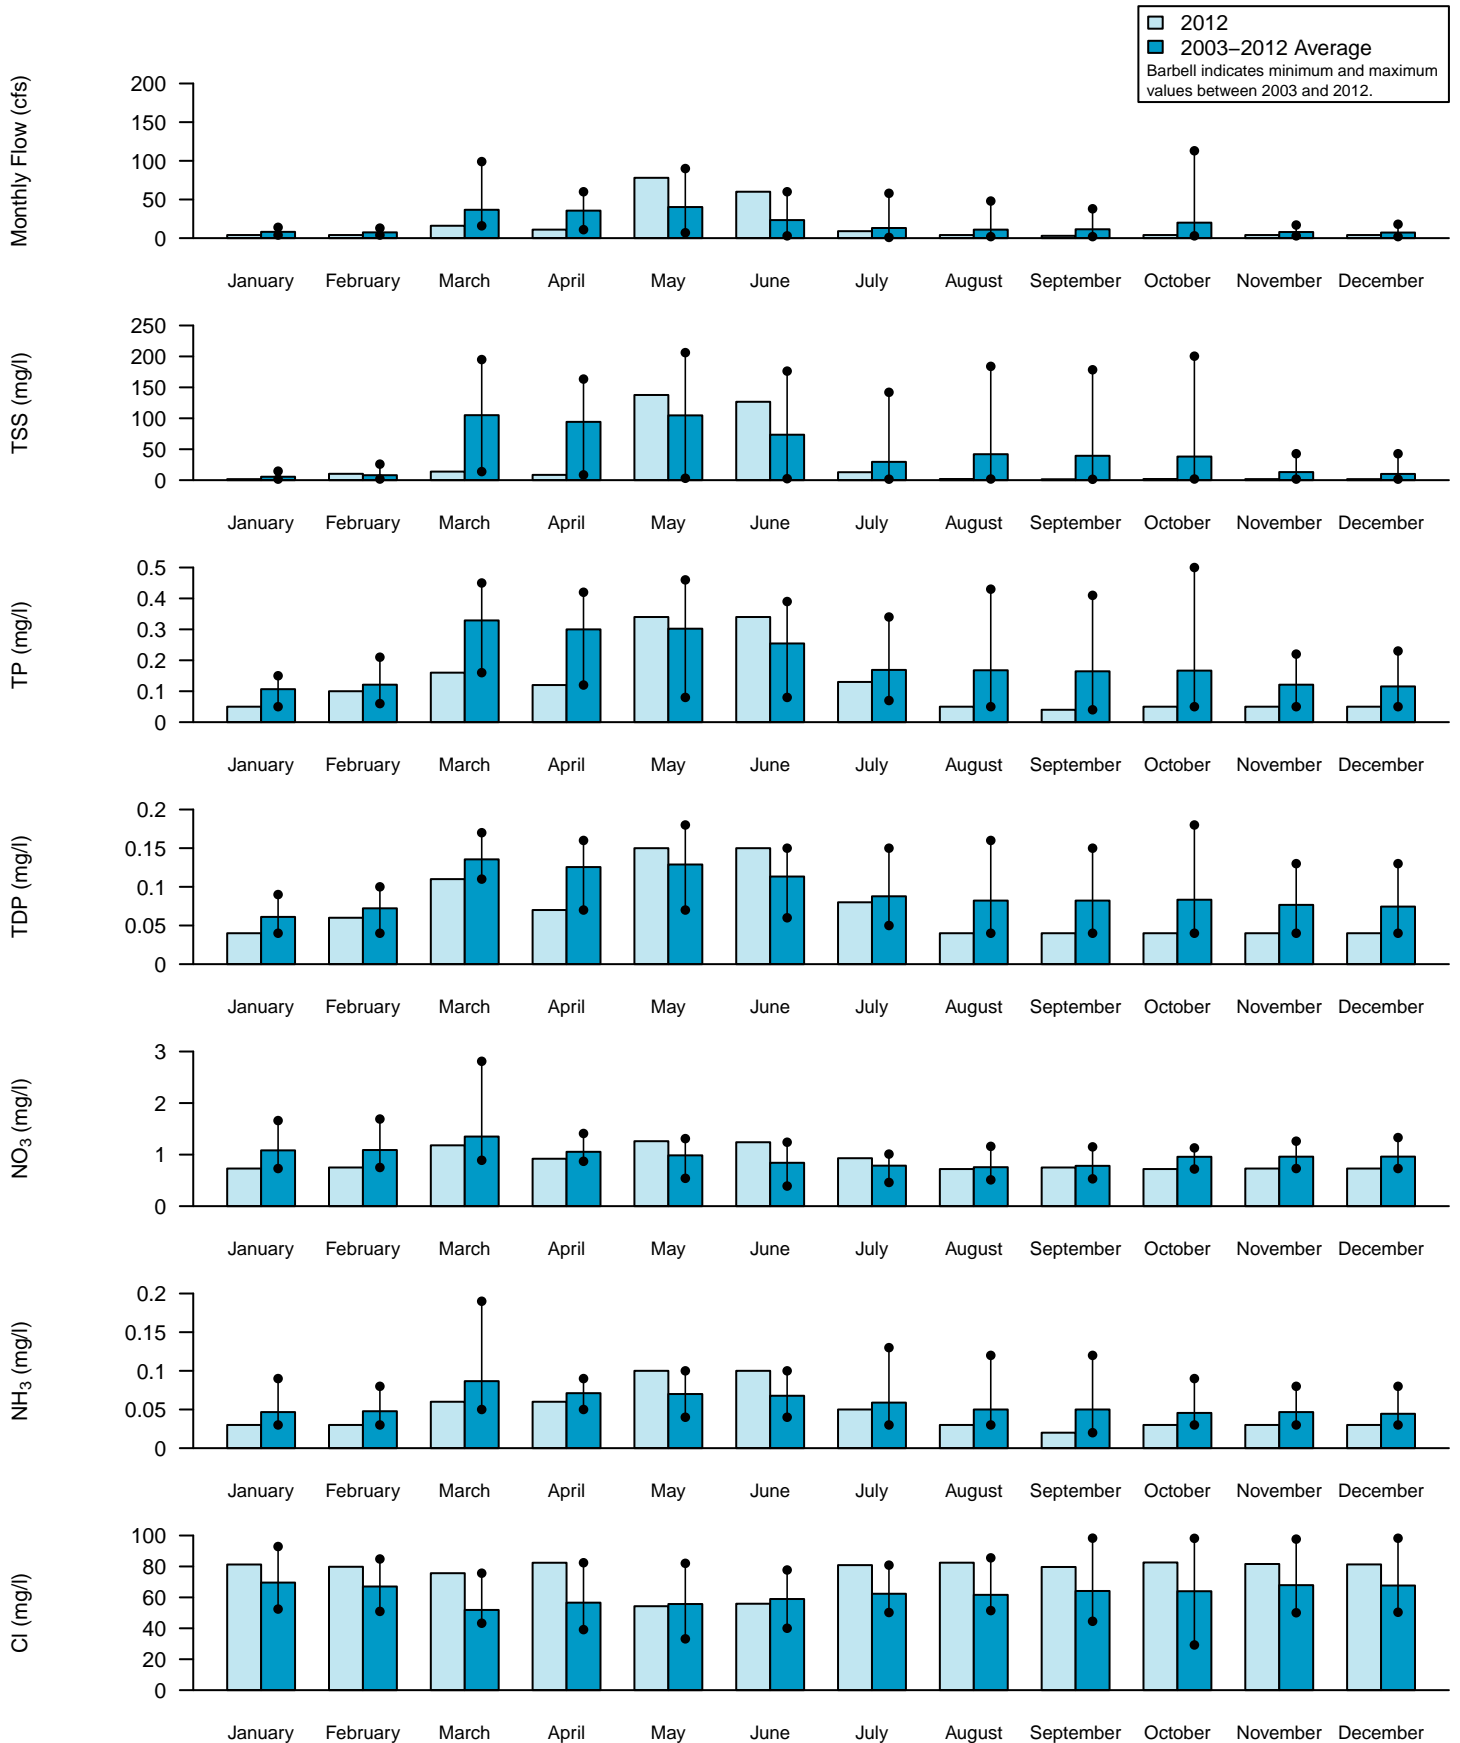 2012
2003–2012 Average
Barbell indicates minimum and maximum
values between 2003 and 2012.
Monthly Flow (cfs)
200
150
100
50
0
January February March April May June July August September October November December
TSS (mg/l)
250
200
150
100
50
0
January February March April May June July August September October November December
TP (mg/l)
0.5
0.4
0.3
0.2
0.1
0
January February March April May June July August September October November December
TDP (mg/l)
0.2
0.15
0.1
0.05
0
January February March April May June July August September October November December
NO₃ (mg/l)
3
2
1
0
January February March April May June July August September October November December
NH₃ (mg/l)
0.2
0.15
0.1
0.05
0
January February March April May June July August September October November December
Cl (mg/l)
100
80
60
40
20
0
January February March April May June July August September October November December